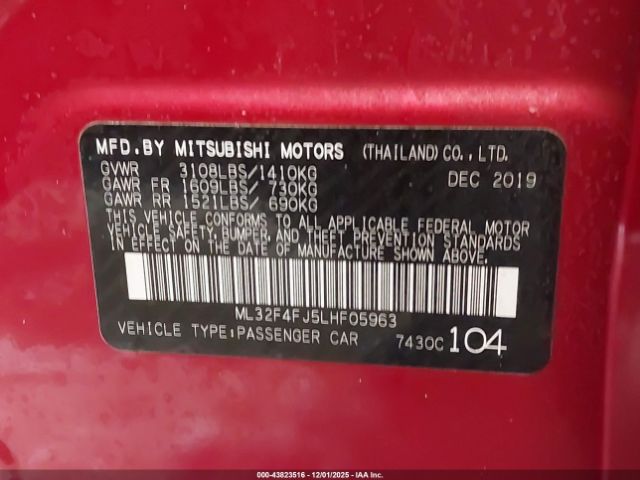 MFD. BY MITSUBISHI MOTORS (THAILAND) CO., LTD.
GVWR 3108LBS/1410KG DEC 2019
GAWR FR 1609LBS/ 730KG
GAWR RR 1521LBS/ 690KG
THIS VEHICLE CONFORMS TO ALL APPLICABLE FEDERAL MOTOR
VEHICLE SAFETY, BUMPER, AND THEFT PREVENTION STANDARDS
IN EFFECT ON THE DATE OF MANUFACTURE SHOWN ABOVE.
ML32F4FJ5LHF05963
VEHICLE TYPE: PASSENGER CAR 7430C 104
000-43823516 - 12/01/2025 - IAA Inc.